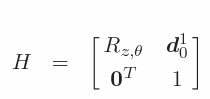 H = [ R_{z,θ} d_0^1
0^T 1 ]